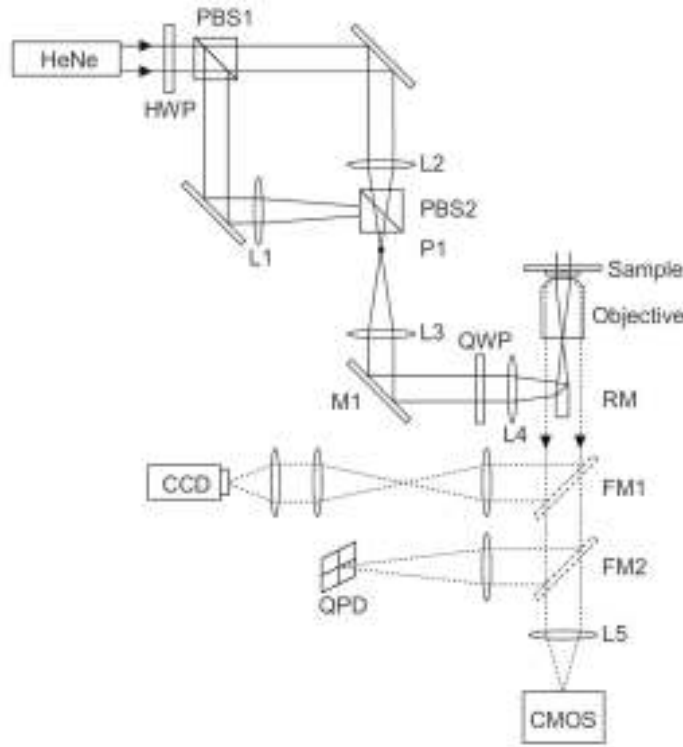 PBS1
HeNe
HWP
L2
PBS2
L1
P1
Sample
Objective
L3
QWP
M1
RM
L4
CCD
FM1
FM2
QPD
L5
CMOS